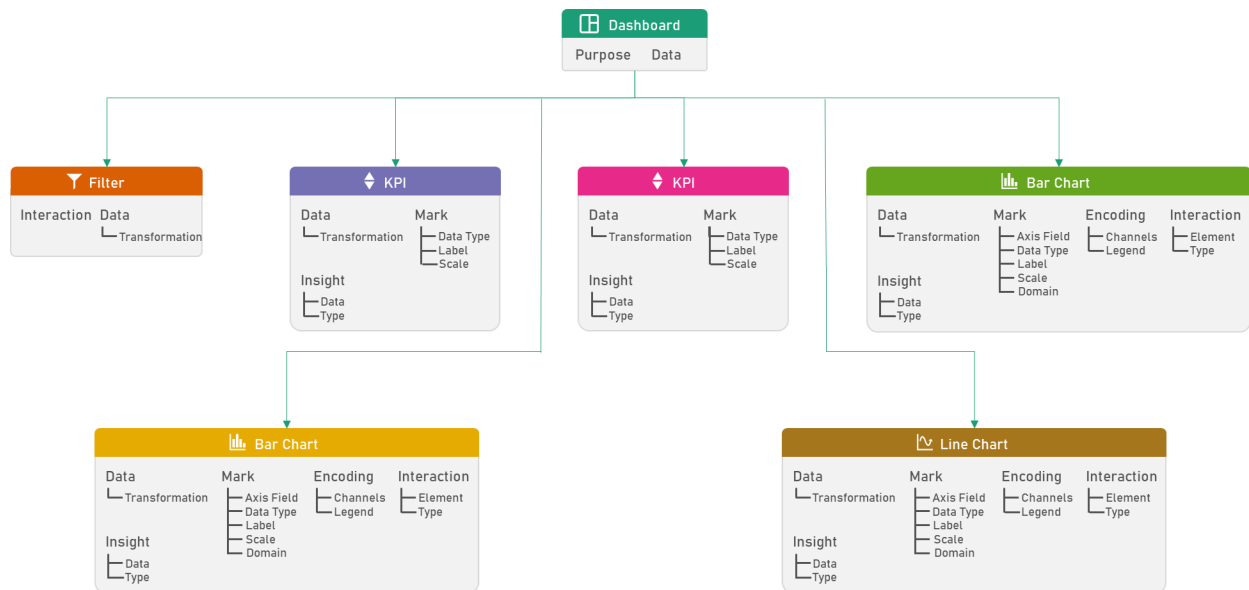 Dashboard
Purpose Data
Filter
Interaction Data
Transformation
KPI
Data Mark
Transformation Data Type
Label
Scale
Insight
Data
Type
KPI
Data Mark
Transformation Data Type
Label
Scale
Insight
Data
Type
Bar Chart
Data Mark Encoding Interaction
Transformation Axis Field Channels Element
Data Type Legend Type
Label
Insight Scale
Domain
Data
Type
Bar Chart
Data Mark Encoding Interaction
Transformation Axis Field Channels Element
Data Type Legend Type
Label
Insight Scale
Domain
Data
Type
Line Chart
Data Mark Encoding Interaction
Transformation Axis Field Channels Element
Data Type Legend Type
Label
Insight Scale
Domain
Data
Type